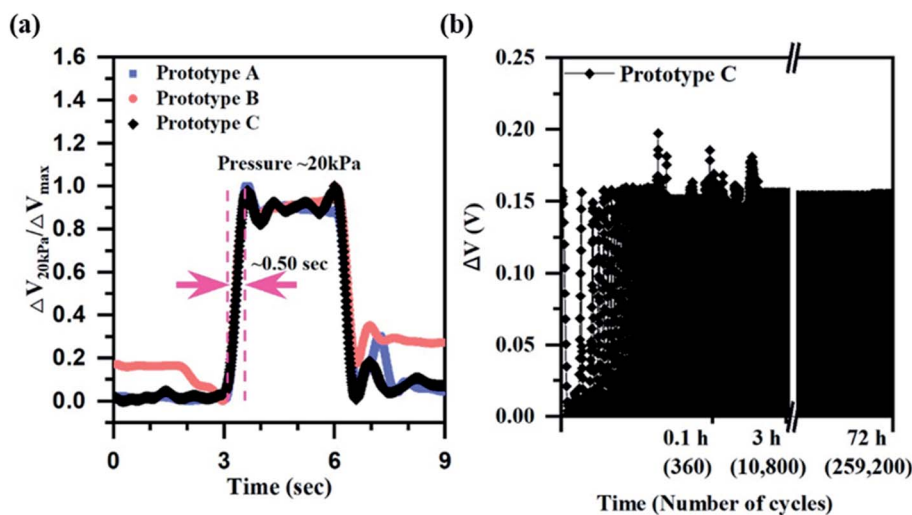 (a)
1.6
1.4
1.2
1.0
0.8
0.6
0.4
0.2
0.0
△V20kPa/△Vmax
Prototype A
Prototype B
Prototype C
Pressure ~20kPa
~0.50 sec
0 3 6 9
Time (sec)
(b)
0.25
0.20
0.15
0.10
0.05
0.00
ΔV (V)
Prototype C
0.1 h 3 h 72 h
(360) (10,800) (259,200)
Time (Number of cycles)